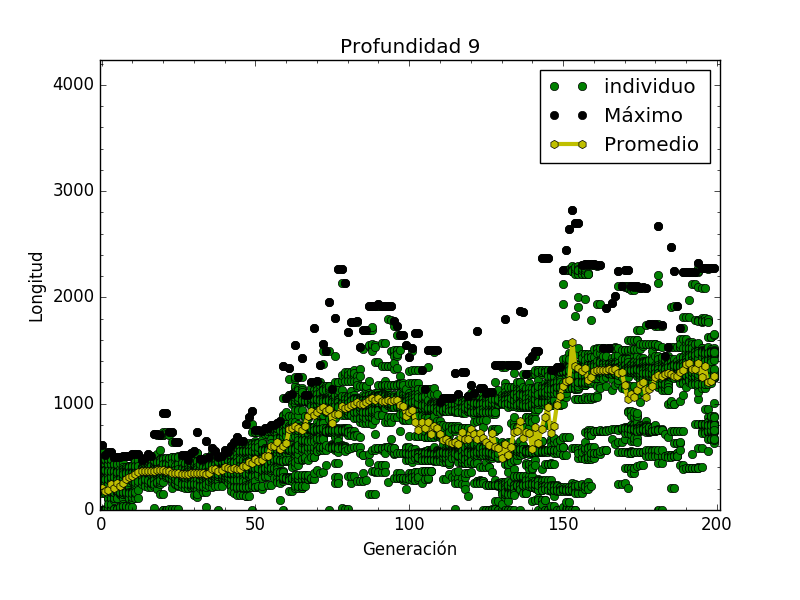 Profundidad 9
individuo
Máximo
Promedio
4000
3000
2000
1000
0
Longitud
0 50 100 150 200
Generación